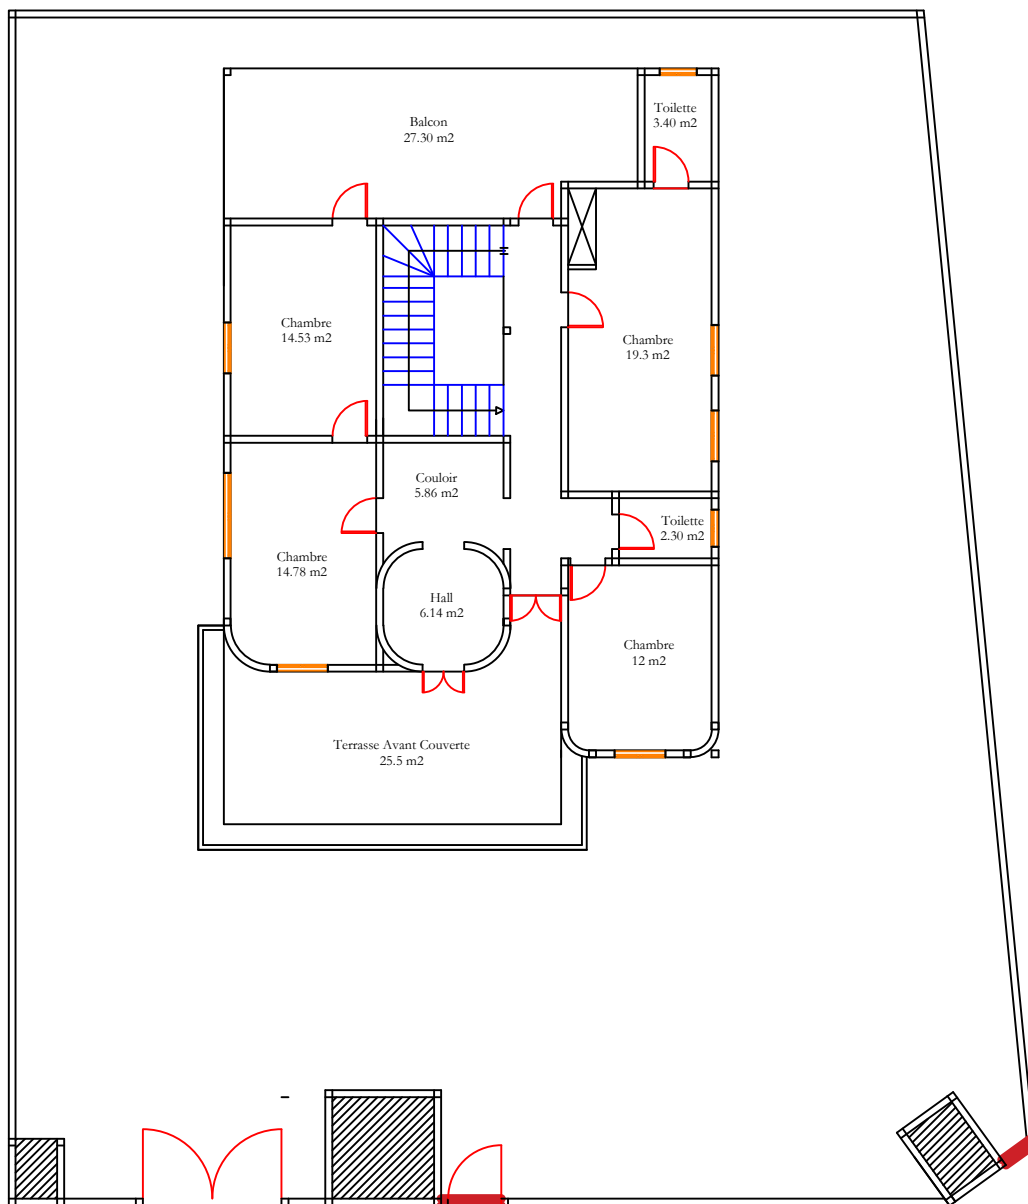 Balcon
27.30 m2
Toilette
3.40 m2
Chambre
14.53 m2
Chambre
19.3 m2
Couloir
5.86 m2
Toilette
2.30 m2
Chambre
14.78 m2
Hall
6.14 m2
Chambre
12 m2
Terrasse Avant Couverte
25.5 m2